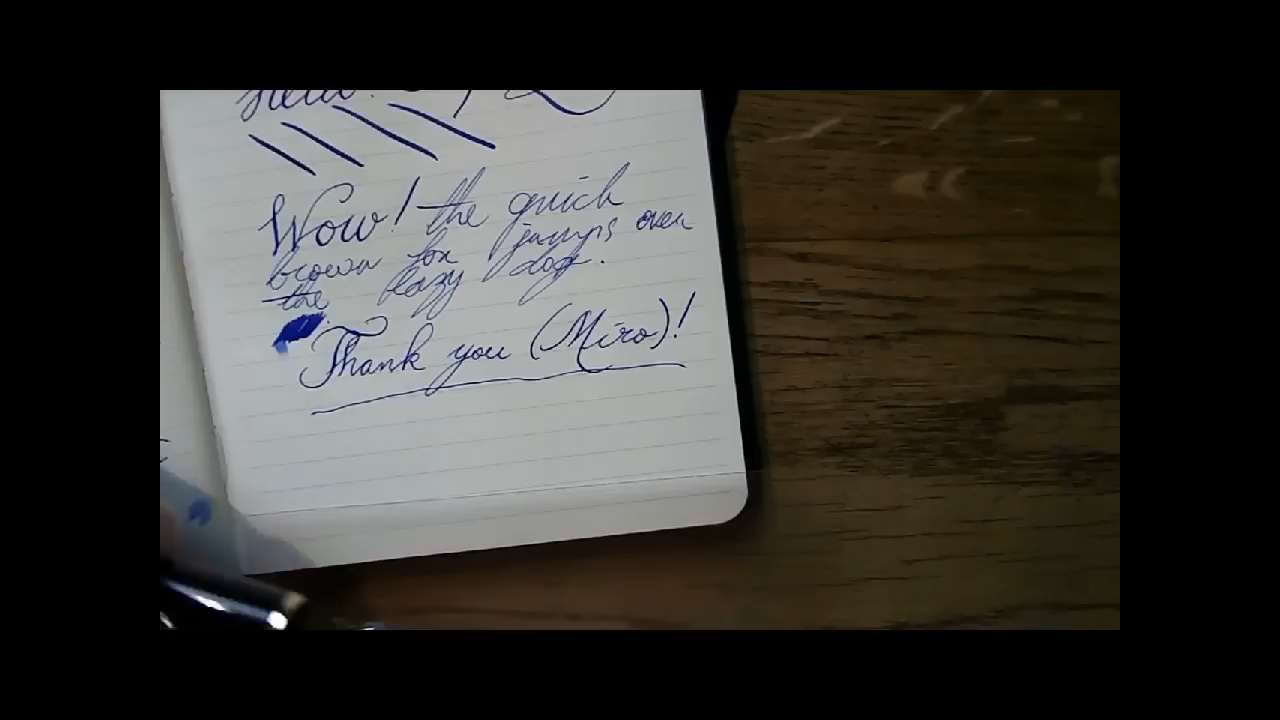 Wow! the quick
brown fox jumps over
the lazy dog.
Thank you (Miro)!